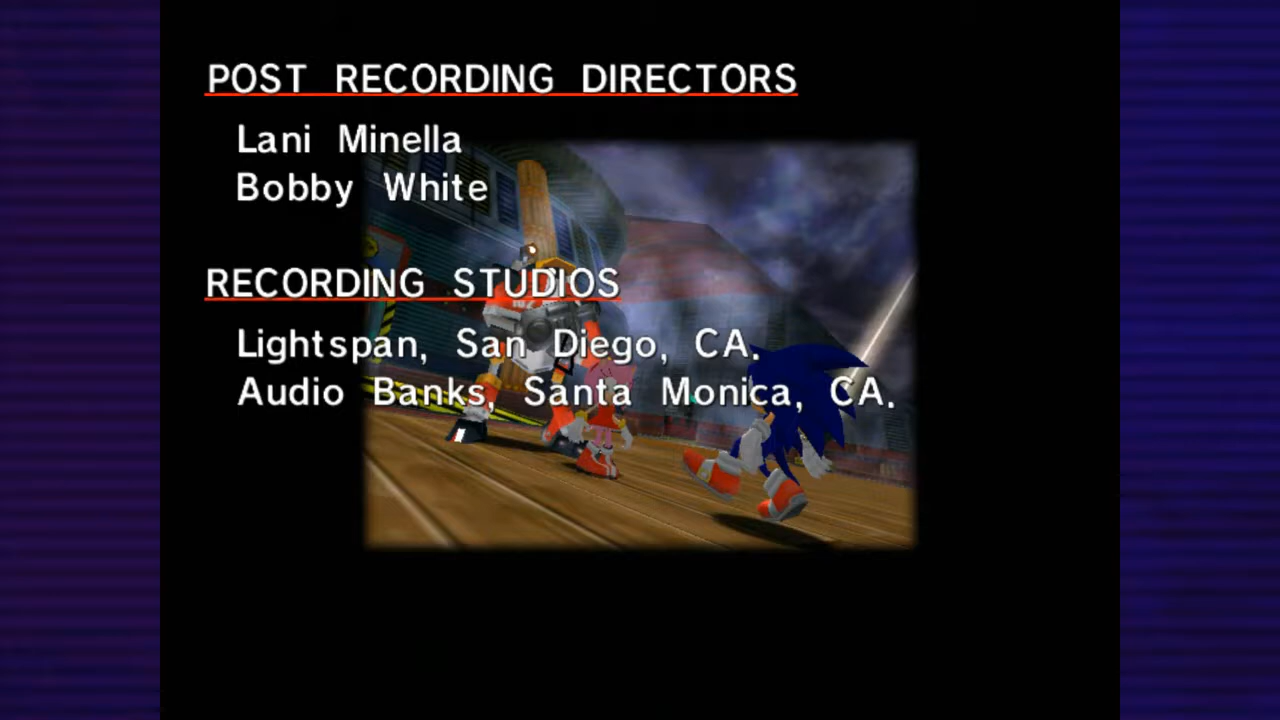 POST RECORDING DIRECTORS
Lani Minella
Bobby White
RECORDING STUDIOS
Lightspan, San Diego, CA.
Audio Banks, Santa Monica, CA.